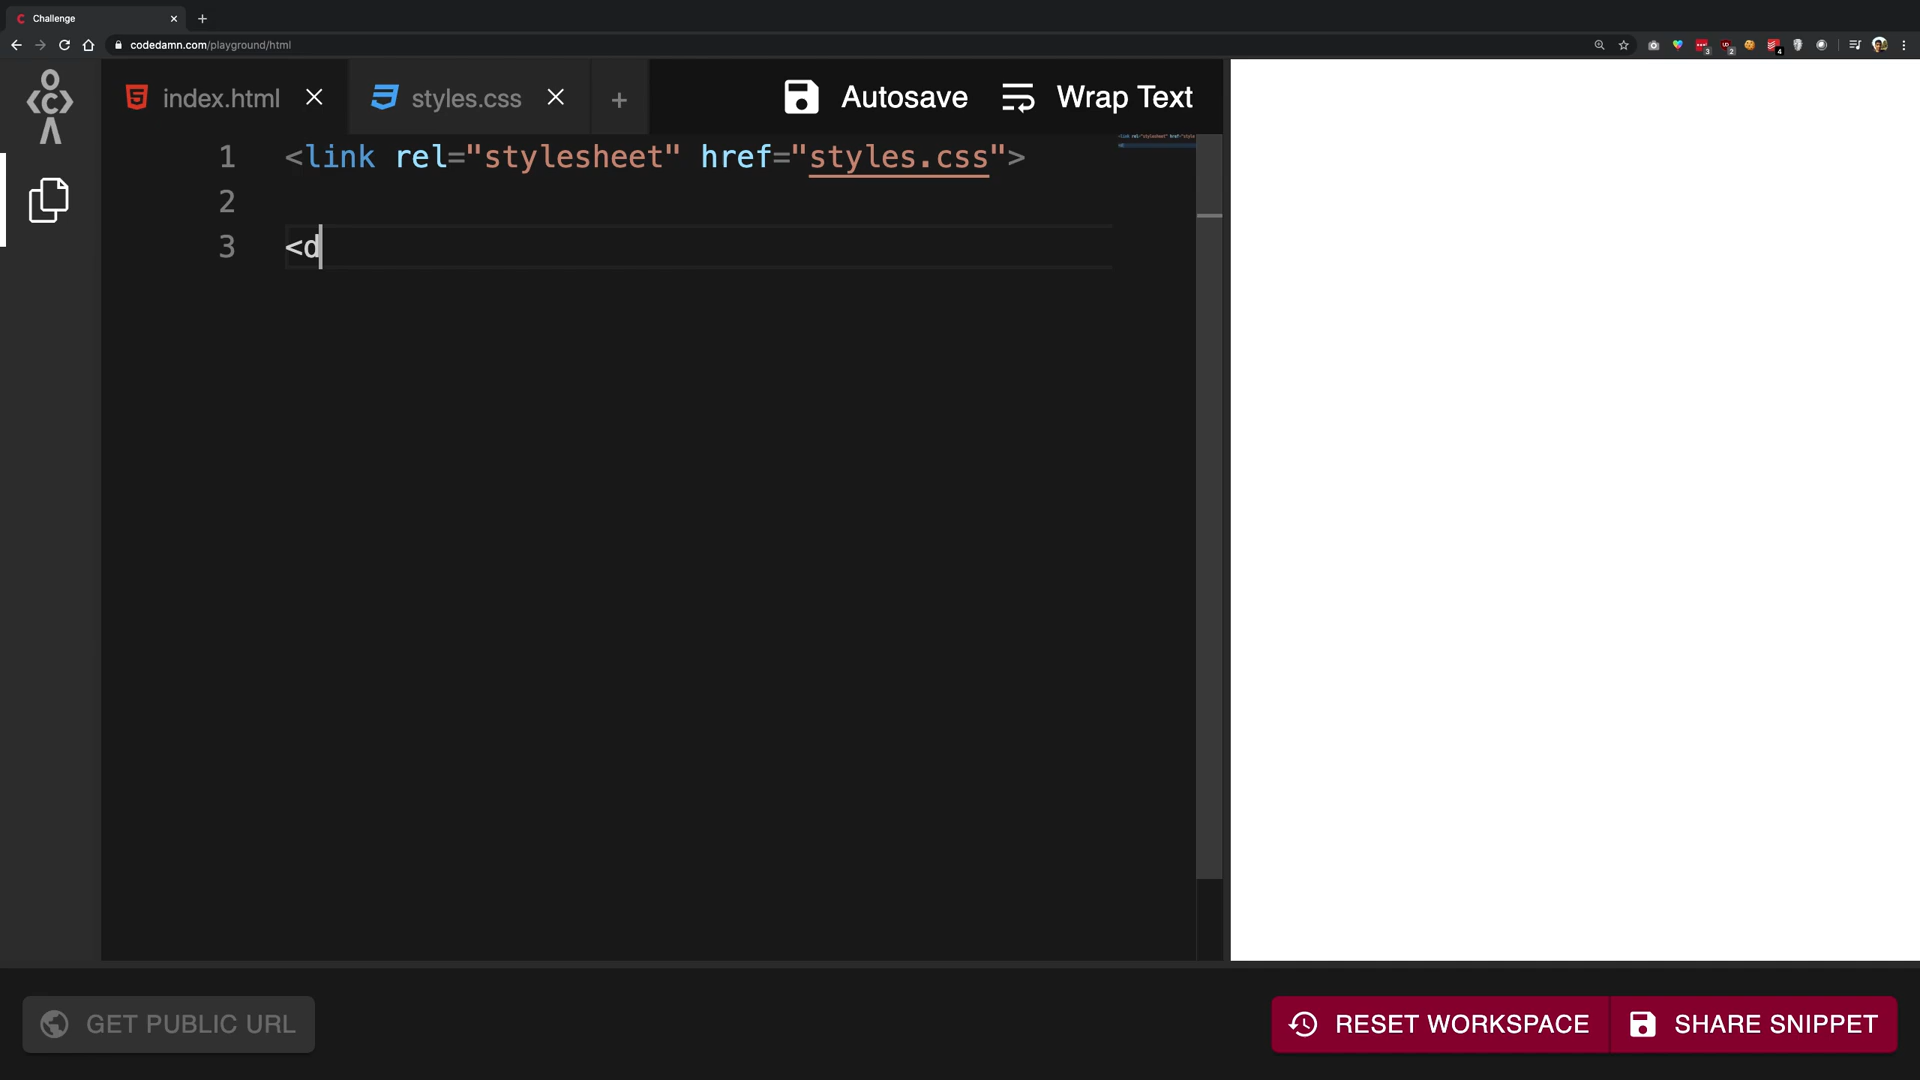 Challenge
codedamn.com/playground/html
index.html
styles.css
Autosave
Wrap Text
1 <link rel="stylesheet" href="styles.css">
2
3 <d
GET PUBLIC URL
RESET WORKSPACE
SHARE SNIPPET